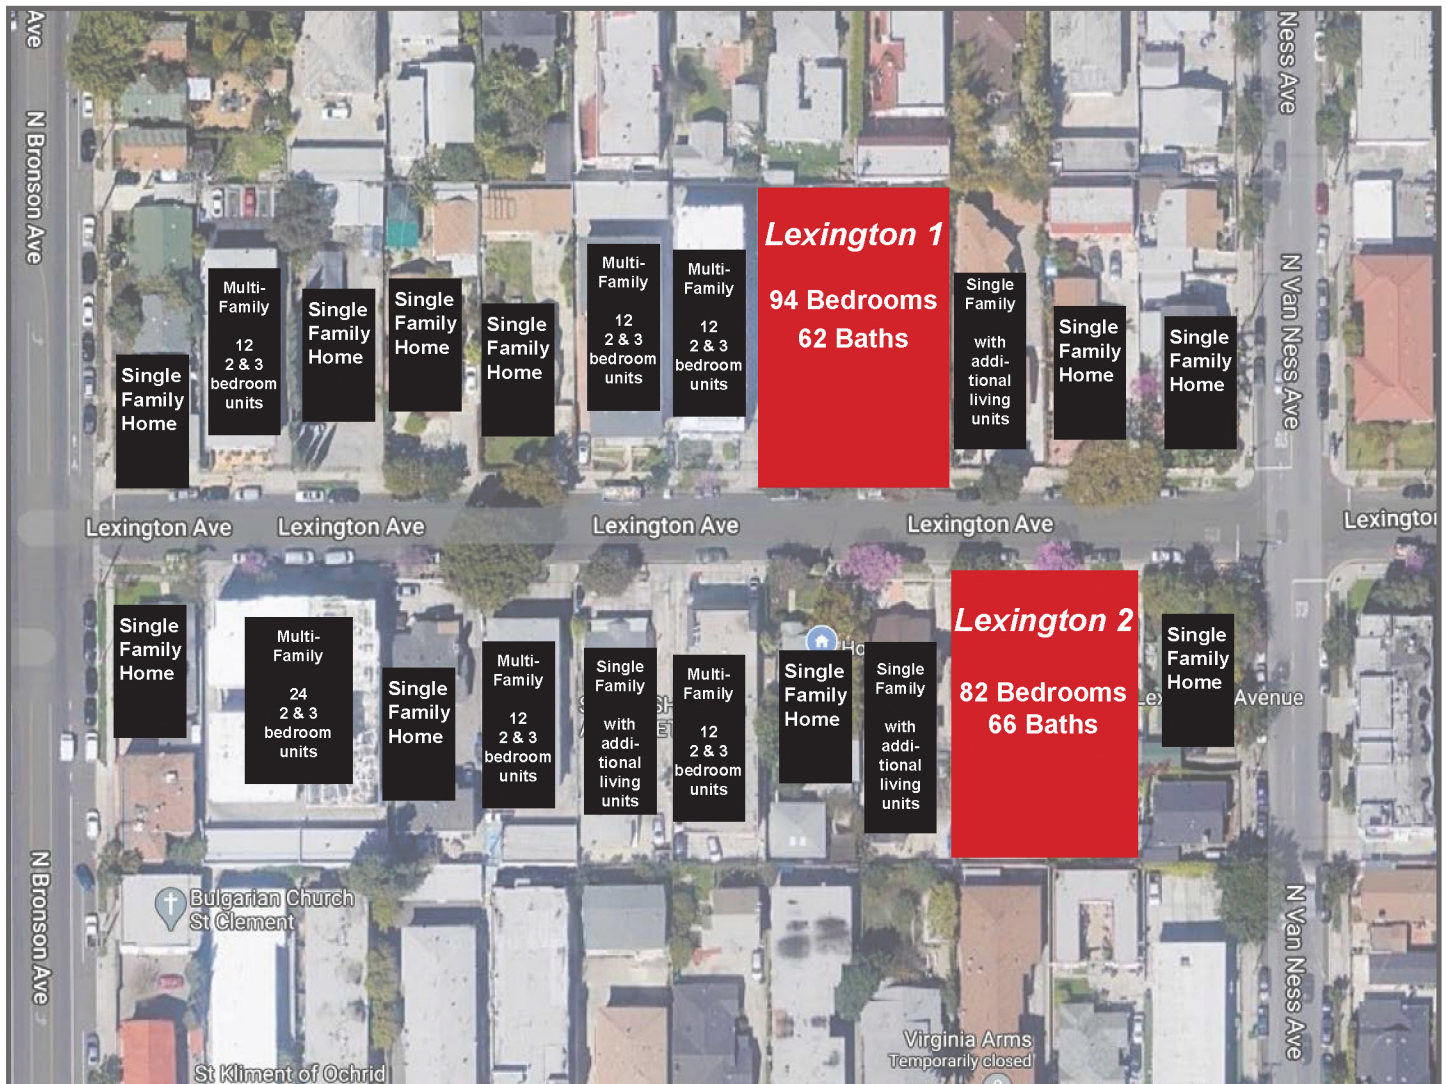 Ave
Ness Ave
N Bronson Ave
N Van Ness Ave
Lexington 1
94 Bedrooms
62 Baths
Single
Family
Home
Multi-
Family
12
2 & 3
bedroom
units
Single
Family
Home
Single
Family
Home
Single
Family
Home
Multi-
Family
12
2 & 3
bedroom
units
Multi-
Family
12
2 & 3
bedroom
units
Single
Family
with
addi-
tional
living
units
Single
Family
Home
Single
Family
Home
Lexington Ave
Lexington Ave
Lexington Ave
Lexington Ave
Lexington
Single
Family
Home
Multi-
Family
24
2 & 3
bedroom
units
Single
Family
Home
Multi-
Family
12
2 & 3
bedroom
units
Single
Family
with
addi-
tional
living
units
Multi-
Family
12
2 & 3
bedroom
units
Ho
Single
Family
Home
Single
Family
with
addi-
tional
living
units
Lexington 2
82 Bedrooms
66 Baths
Single
Family
Home
Avenue
N Bronson Ave
N Van Ness Ave
Bulgarian Church
St Clement
St Kliment of Ochrid
Virginia Arms
Temporarily closed